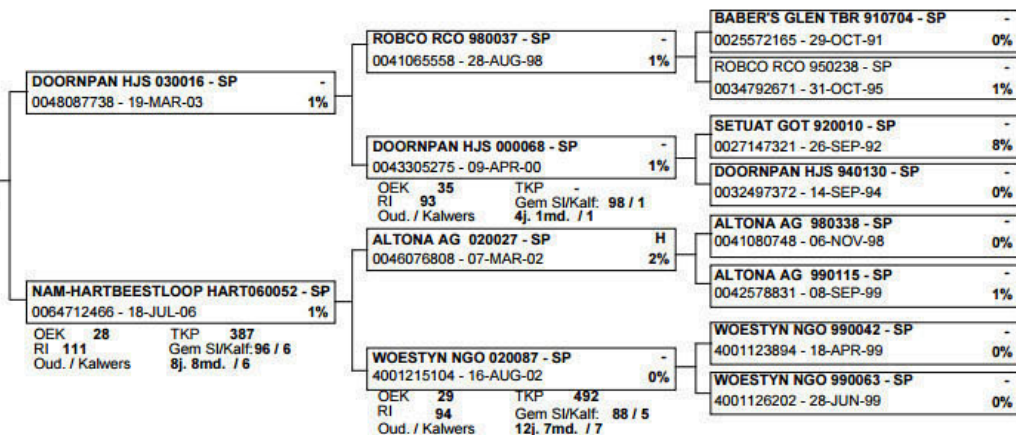 DOORNPAN HJS 030016 - SP -
0048087738 - 19-MAR-03 1%
NAM-HARTBEESTLOOP HART060052 - SP
0064712466 - 18-JUL-06 1%
OEK 28 TKP 387
RI 111 Gem SI/Kalf: 96 / 6
Oud. / Kalwers 8j. 8md. / 6
ROBCO RCO 980037 - SP -
0041065558 - 28-AUG-98 1%
DOORNPAN HJS 000068 - SP -
0043305275 - 09-APR-00 1%
OEK 35 TKP -
RI 93 Gem SI/Kalf: 98 / 1
Oud. / Kalwers 4j. 1md. / 1
ALTONA AG 020027 - SP H
0046076808 - 07-MAR-02 2%
WOESTYN NGO 020087 - SP -
4001215104 - 16-AUG-02 0%
OEK 29 TKP 492
RI 94 Gem SI/Kalf: 88 / 5
Oud. / Kalwers 12j. 7md. / 7
BABER'S GLEN TBR 910704 - SP -
0025572165 - 29-OCT-91 0%
ROBCO RCO 950238 - SP -
0034792671 - 31-OCT-95 1%
SETUAT GOT 920010 - SP -
0027147321 - 26-SEP-92 8%
DOORNPAN HJS 940130 - SP -
0032497372 - 14-SEP-94 0%
ALTONA AG 980338 - SP -
0041080748 - 06-NOV-98 0%
ALTONA AG 990115 - SP -
0042578831 - 08-SEP-99 1%
WOESTYN NGO 990042 - SP -
4001123894 - 18-APR-99 0%
WOESTYN NGO 990063 - SP -
4001126202 - 28-JUN-99 0%